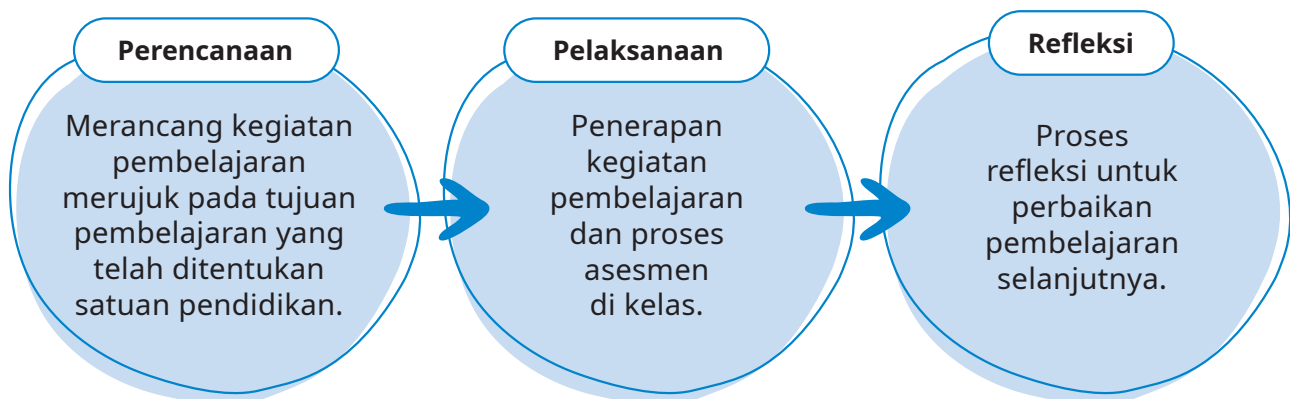 Perencanaan
Merancang kegiatan
pembelajaran
merujuk pada tujuan
pembelajaran yang
telah ditentukan
satuan pendidikan.
Pelaksanaan
Penerapan
kegiatan
pembelajaran
dan proses
asesmen
di kelas.
Refleksi
Proses
refleksi untuk
perbaikan
pembelajaran
selanjutnya.